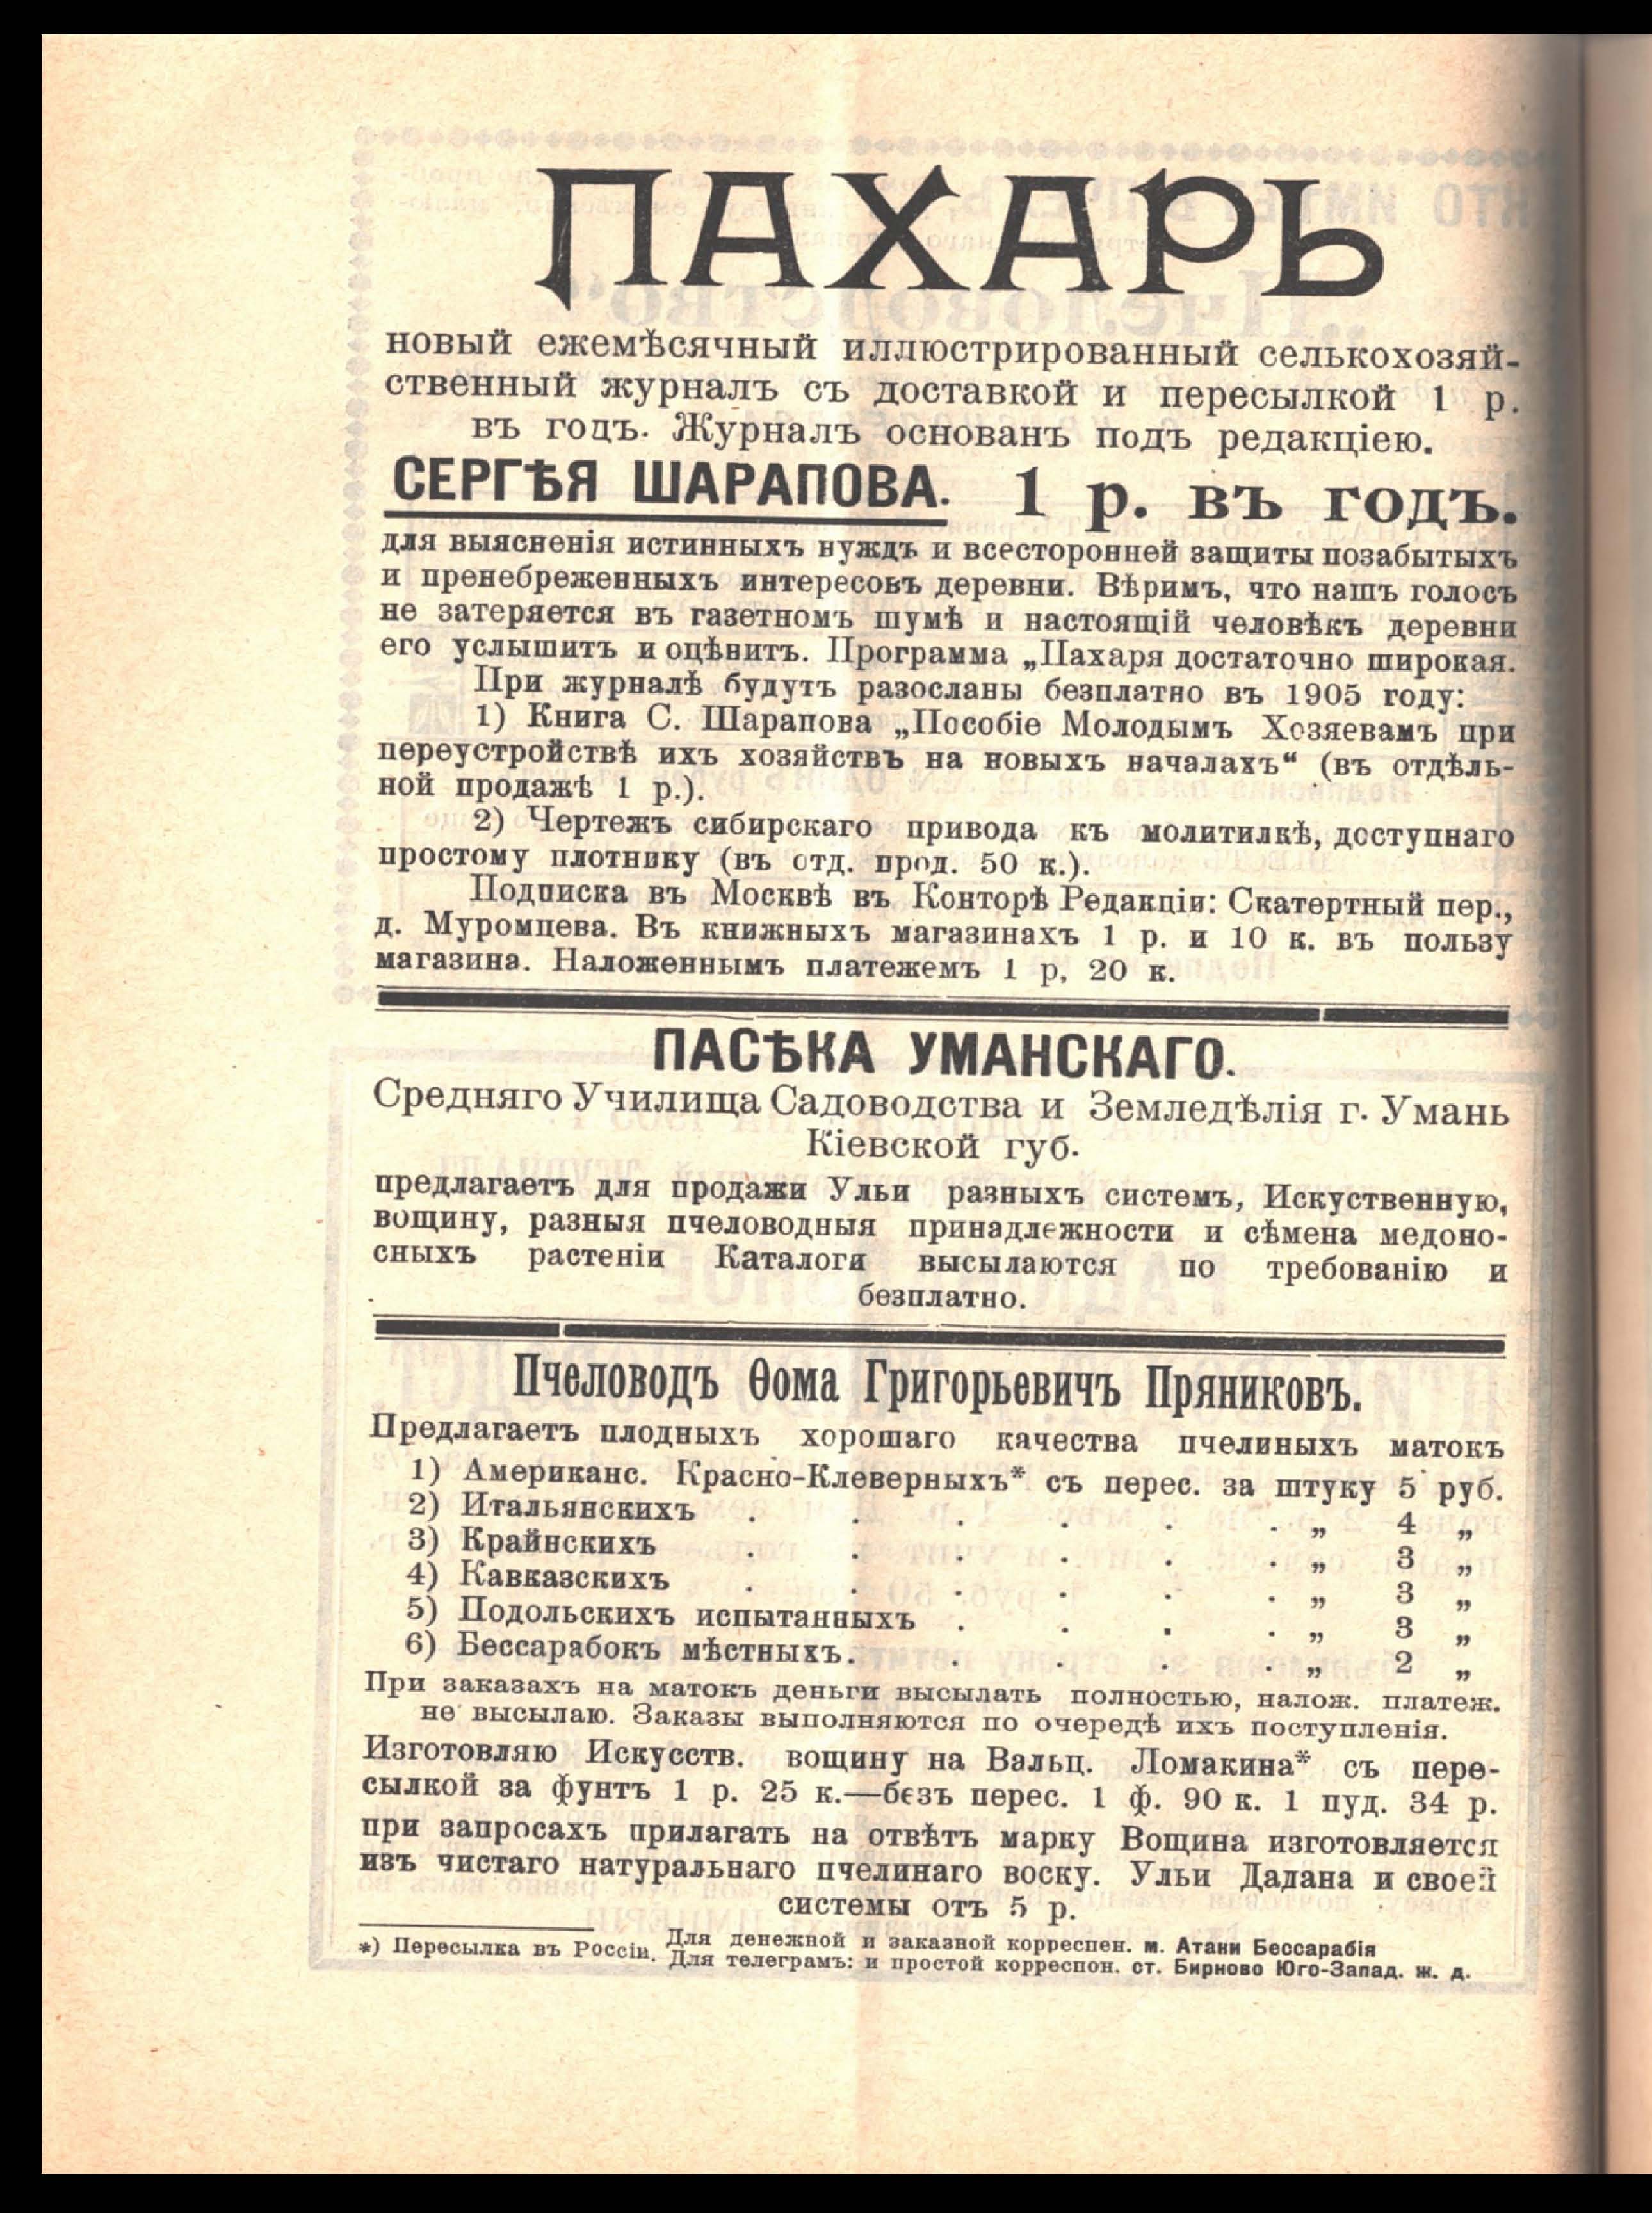 ПАХАРЬ
новый ежемѣсячный иллюстрированный селькохозяй-
ственный журналъ съ доставкой и пересылкой 1 р.
въ годъ. Журналъ основанъ подъ редакціею.
СЕРГѢЯ ШАРАПОВА. 1 р. въ годъ.
для выясненія истинныхъ нуждъ и всесторонней защиты позабытыхъ
и пренебреженныхъ интересовъ деревни. Вѣримъ, что нашъ голосъ
не затеряется въ газетномъ шумѣ и настоящій человѣкъ деревни
его услышитъ и оцѣнитъ. Программа „Пахаря достаточно широкая.
При журналѣ будутъ разосланы безплатно въ 1905 году:
1) Книга С. Шарапова „Пособіе Молодымъ Хозяевамъ при
переустройствѣ ихъ хозяйствъ на новыхъ началахъ“ (въ отдѣль-
ной продажѣ 1 р.).
2) Чертежъ сибирскаго привода къ молитилкѣ, доступнаго
простому плотнику (въ отд. прод. 50 к.).
Подписка въ Москвѣ въ Конторѣ Редакціи: Скатертный пер.,
д. Муромцева. Въ книжныхъ магазинахъ 1 р. и 10 к. въ пользу
магазина. Наложеннымъ платежемъ 1 р, 20 к.
ПАСѢКА УМАНСКАГО.
Средняго Училища Садоводства и Земледѣлія г. Умань
Кіевской губ.
предлагаетъ для продажи Ульи разныхъ системъ, Искуственную,
вощину, разныя пчеловодныя принадлежности и сѣмена медоно-
сныхъ растеніи Каталоги высылаются по требованію и
безплатно.
Пчеловодъ Ѳома Григорьевичъ Пряниковъ.
Предлагаетъ плодныхъ хорошаго качества пчелиныхъ матокъ
1) Американс. Красно-Клеверныхъ* съ перес. за штуку 5 руб.
2) Итальянскихъ . . . . . . „ 4 „
3) Крайнскихъ . . . . . . „ 3 „
4) Кавказскихъ . . . . . . „ 3 „
5) Подольскихъ испытанныхъ . . . . „ 3 „
6) Бессарабокъ мѣстныхъ. . . . . „ 2 „
При заказахъ на матокъ деньги высылать полностью, налож. платеж.
не высылаю. Заказы выполняются по очередѣ ихъ поступленія.
Изготовляю Искусств. вощину на Вальц. Ломакина* съ пере-
сылкой за фунтъ 1 р. 25 к.—безъ перес. 1 ф. 90 к. 1 пуд. 34 р.
при запросахъ прилагать на отвѣтъ марку Вощина изготовляется
изъ чистаго натуральнаго пчелинаго воску. Ульи Дадана и своей
системы отъ 5 р.
*) Пересылка въ Россіи. Для денежной и заказной корреспен. м. Атаки Бессарабія
Для телеграмъ: и простой корреспон. ст. Бирново Юго-Запад. ж. д.